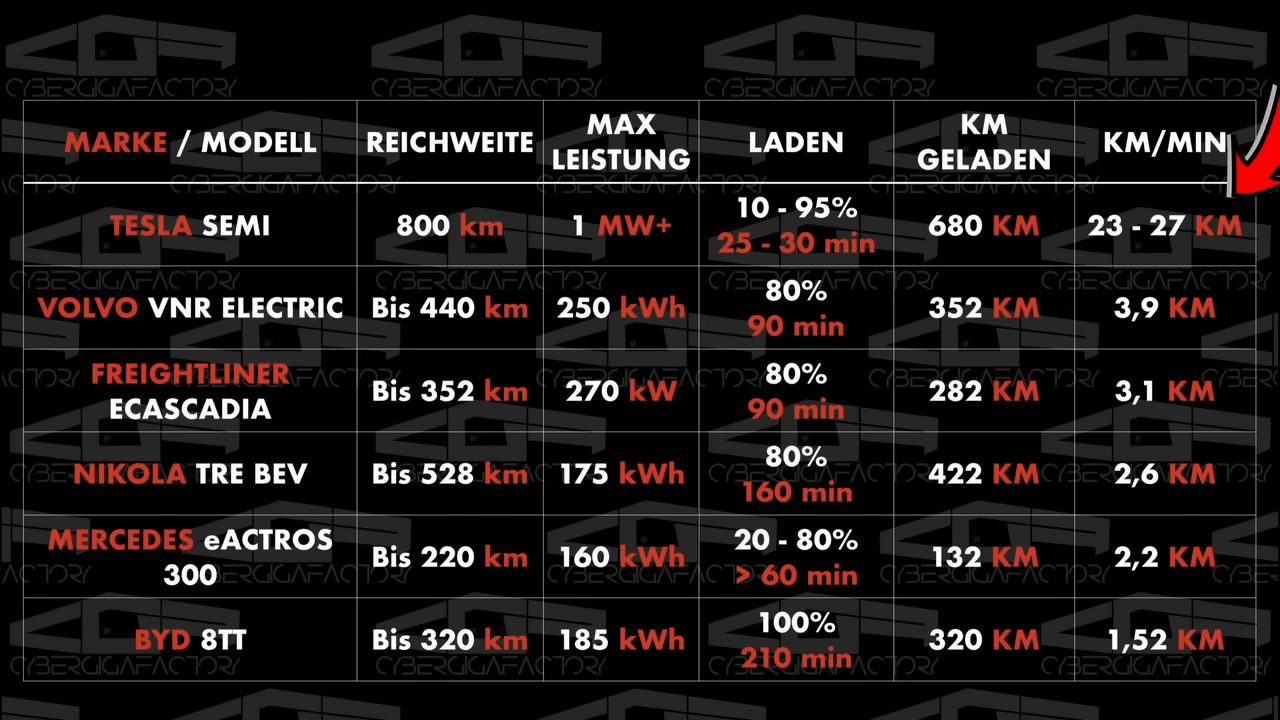 MARKE / MODELL
REICHWEITE
MAX
LEISTUNG
LADEN
KM
GELADEN
KM/MIN
TESLA SEMI
800 km
1 MW+
10 - 95%
25 - 30 min
680 KM
23 - 27 KM
VOLVO VNR ELECTRIC
Bis 440 km
250 kWh
80%
90 min
352 KM
3,9 KM
FREIGHTLINER
ECASCADIA
Bis 352 km
270 kW
80%
90 min
282 KM
3,1 KM
NIKOLA TRE BEV
Bis 528 km
175 kWh
80%
160 min
422 KM
2,6 KM
MERCEDES eACTROS
300
Bis 220 km
160 kWh
20 - 80%
> 60 min
132 KM
2,2 KM
BYD 8TT
Bis 320 km
185 kWh
100%
210 min
320 KM
1,52 KM
CYBERGIGAFACTORY